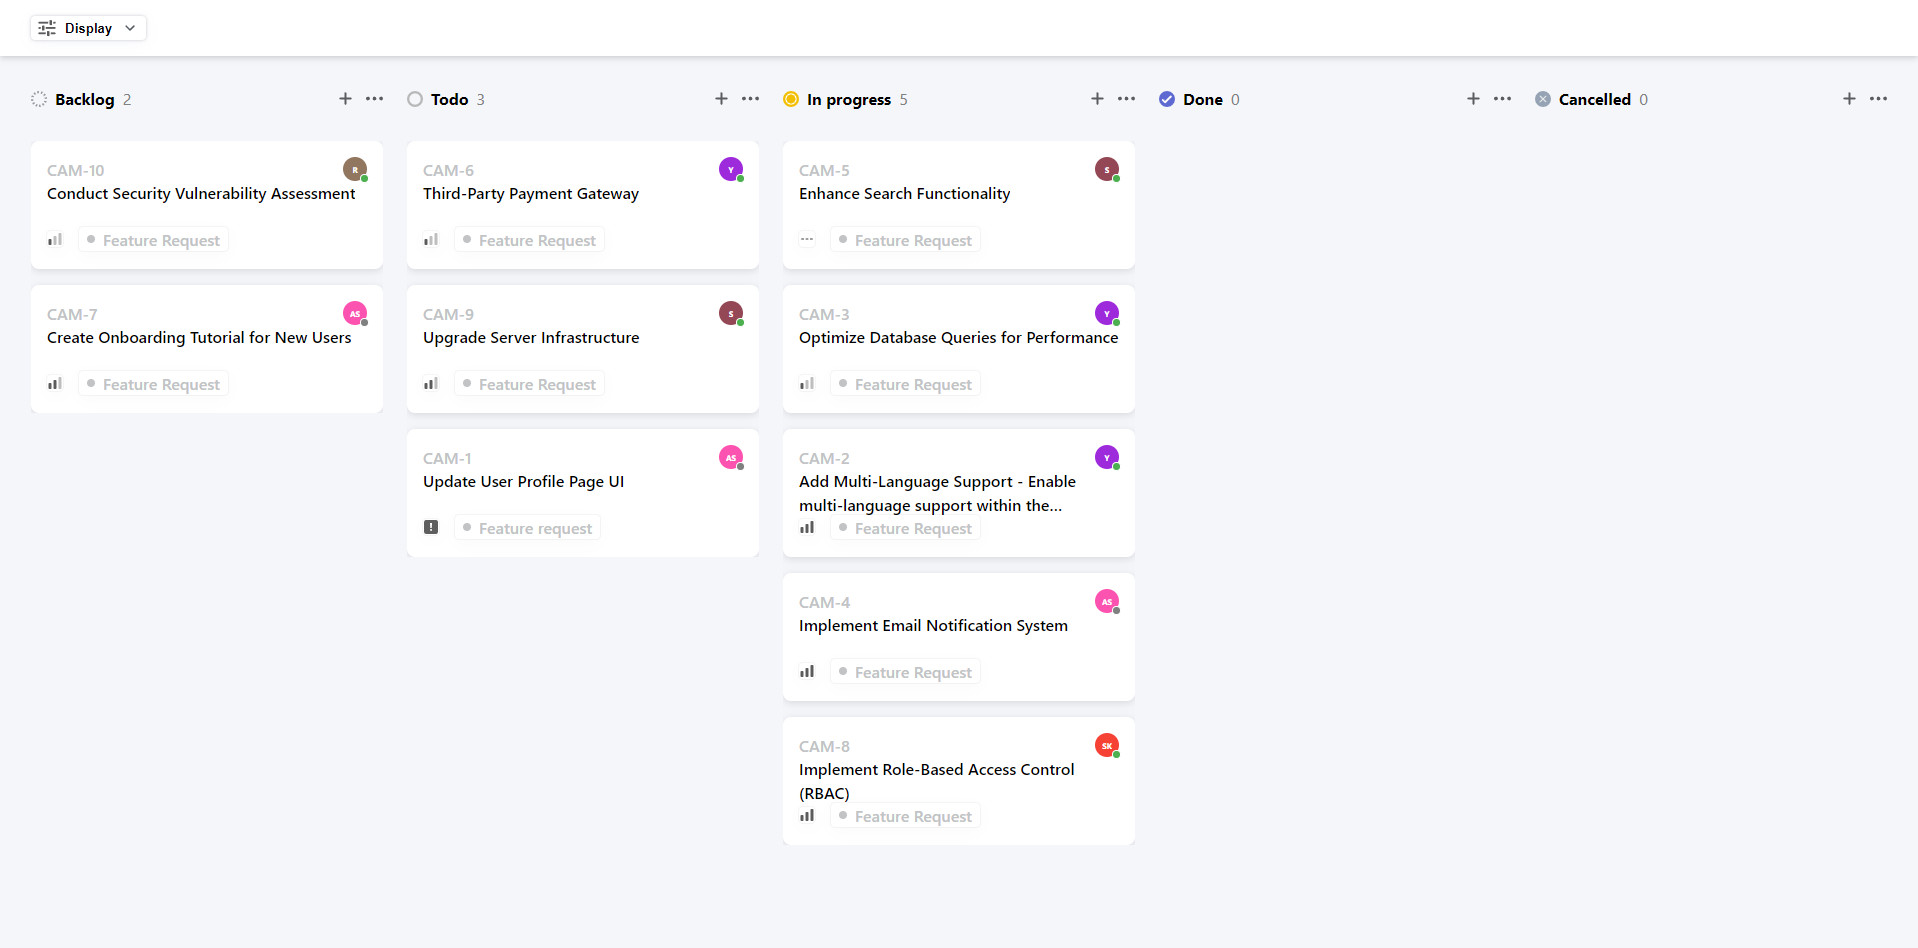 Display
Backlog 2
CAM-10
R
Conduct Security Vulnerability Assessment
Feature Request
CAM-7
AS
Create Onboarding Tutorial for New Users
Feature Request
Todo 3
CAM-6
Y
Third-Party Payment Gateway
Feature Request
CAM-9
S
Upgrade Server Infrastructure
Feature Request
CAM-1
AS
Update User Profile Page UI
Feature request
In progress 5
CAM-5
S
Enhance Search Functionality
Feature Request
CAM-3
Y
Optimize Database Queries for Performance
Feature Request
CAM-2
Y
Add Multi-Language Support - Enable
multi-language support within the...
Feature Request
CAM-4
AS
Implement Email Notification System
Feature Request
CAM-8
SK
Implement Role-Based Access Control
(RBAC)
Feature Request
Done 0
Cancelled 0